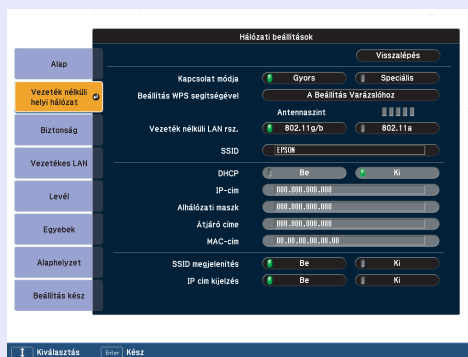 Hálózati beállítások
Visszalépés
Alap
Vezeték nélküli
helyi hálózat
Biztonság
Vezetékes LAN
Levél
Egyebek
Alaphelyzet
Beállítás kész
Kapcsolat módja Gyors Speciális
Beállítás WPS segítségével A Beállítás Varázslóhoz
Antennaszint
Vezeték nélküli LAN rsz. 802.11g/b 802.11a
SSID EPSON
DHCP Be Ki
IP-cím 000.000.000.000
Alhálózati maszk 000.000.000.000
Átjáró címe 000.000.000.000
MAC-cím 00.00.00.00.00.00
SSID megjelenítés Be Ki
IP cím kijelzés Be Ki
Kiválasztás Enter Kész